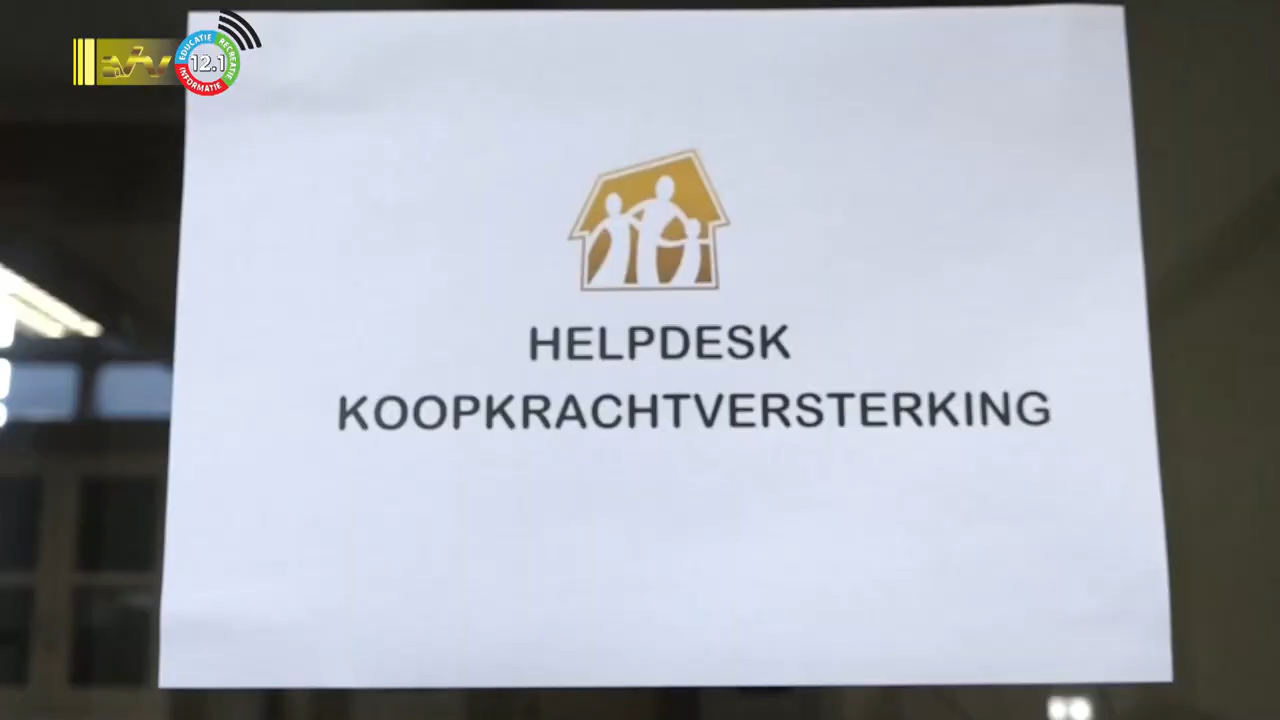 EDUCATIE
RECREATIE
12.1
INFORMATIE
HELPDESK
KOOPKRACHTVERSTERKING